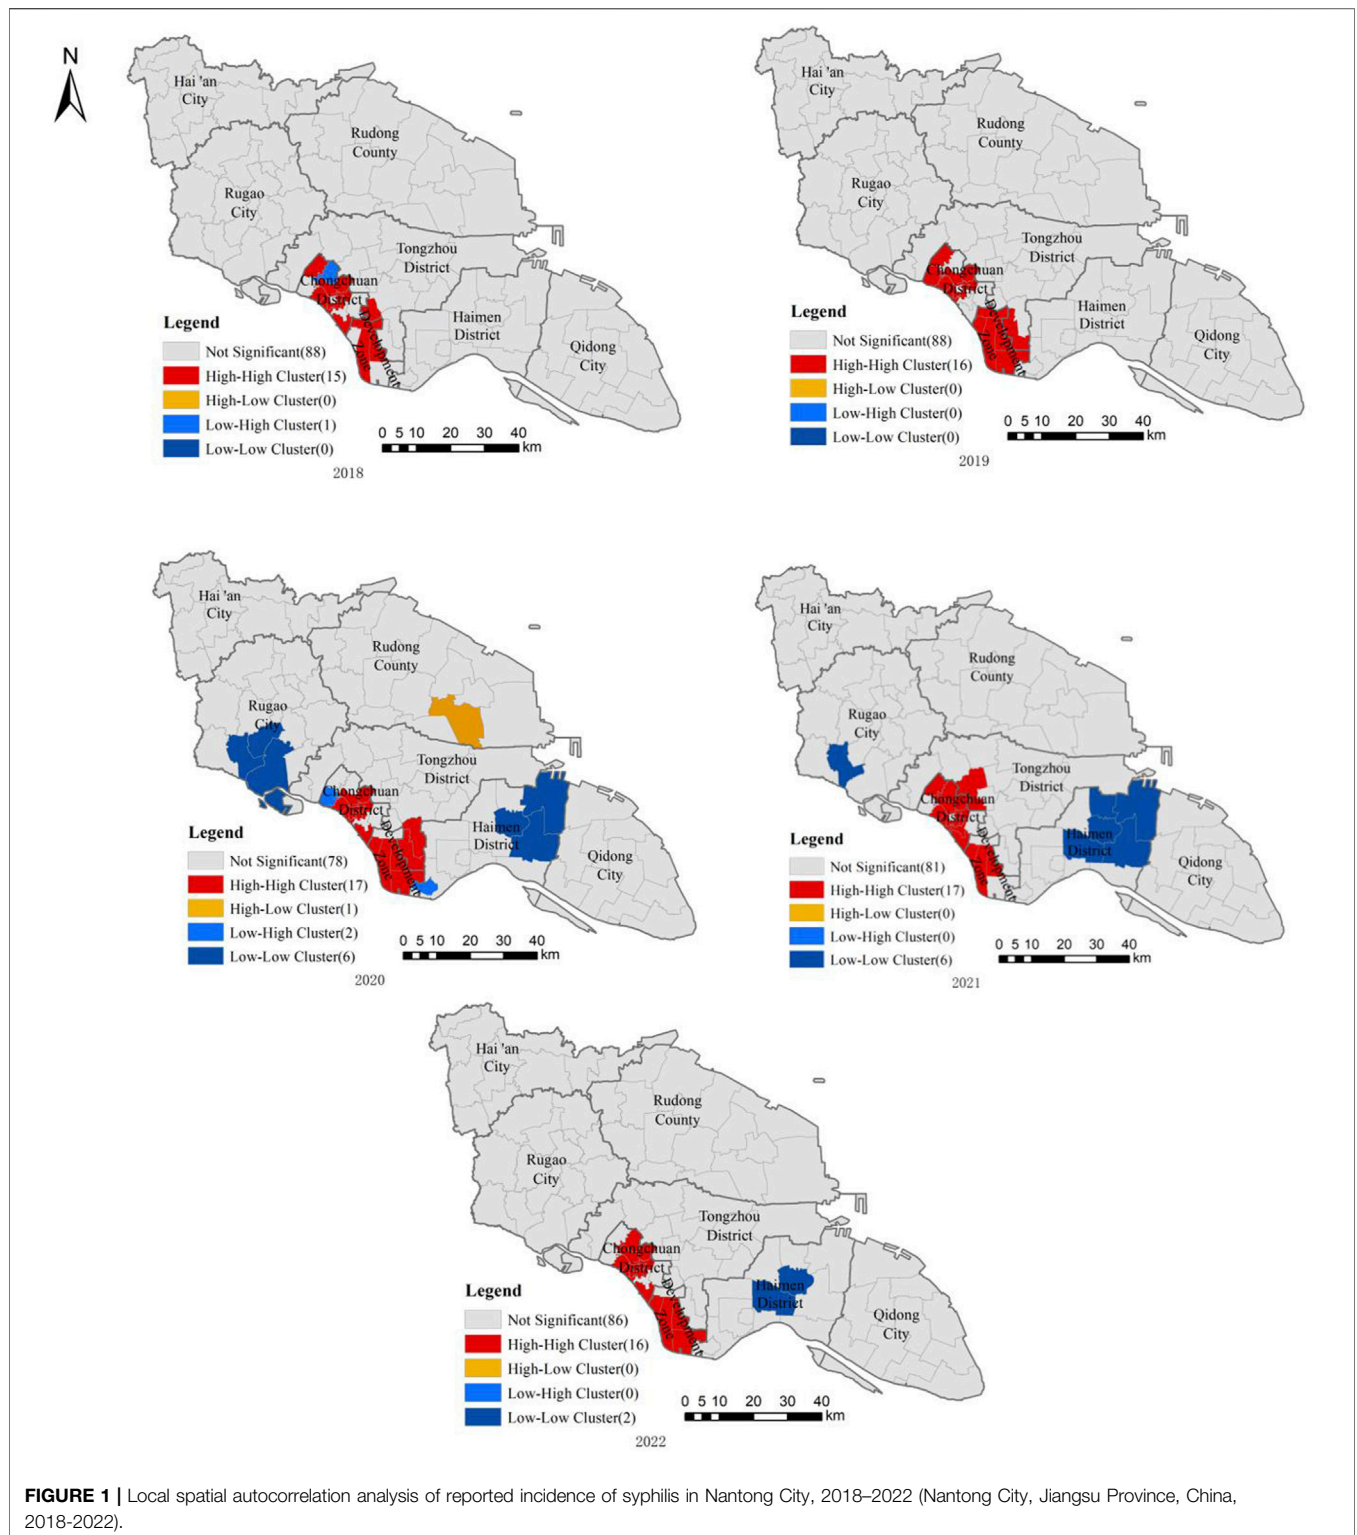 N
Hai 'an
City
Rudong
County
Rugao
City
Tongzhou
District
Chongchuan
District
Development
Zone
Haimen
District
Qidong
City
Legend
Not Significant(88)
High-High Cluster(15)
High-Low Cluster(0)
Low-High Cluster(1)
Low-Low Cluster(0)
0 5 10 20 30 40
km
2018
Hai 'an
City
Rudong
County
Rugao
City
Tongzhou
District
Chongchuan
District
Development
Zone
Haimen
District
Qidong
City
Legend
Not Significant(88)
High-High Cluster(16)
High-Low Cluster(0)
Low-High Cluster(0)
Low-Low Cluster(0)
0 5 10 20 30 40
km
2019
Hai 'an
City
Rudong
County
Rugao
City
Tongzhou
District
Chongchuan
District
Development
Zone
Haimen
District
Qidong
City
Legend
Not Significant(78)
High-High Cluster(17)
High-Low Cluster(1)
Low-High Cluster(2)
Low-Low Cluster(6)
0 5 10 20 30 40
km
2020
Hai 'an
City
Rudong
County
Rugao
City
Tongzhou
District
Chongchuan
District
Development
Zone
Haimen
District
Qidong
City
Legend
Not Significant(81)
High-High Cluster(17)
High-Low Cluster(0)
Low-High Cluster(0)
Low-Low Cluster(6)
0 5 10 20 30 40
km
2021
Hai 'an
City
Rudong
County
Rugao
City
Tongzhou
District
Chongchuan
District
Development
Zone
Haimen
District
Qidong
City
Legend
Not Significant(86)
High-High Cluster(16)
High-Low Cluster(0)
Low-High Cluster(0)
Low-Low Cluster(2)
0 5 10 20 30 40
km
2022
FIGURE 1 | Local spatial autocorrelation analysis of reported incidence of syphilis in Nantong City, 2018–2022 (Nantong City, Jiangsu Province, China,
2018-2022).